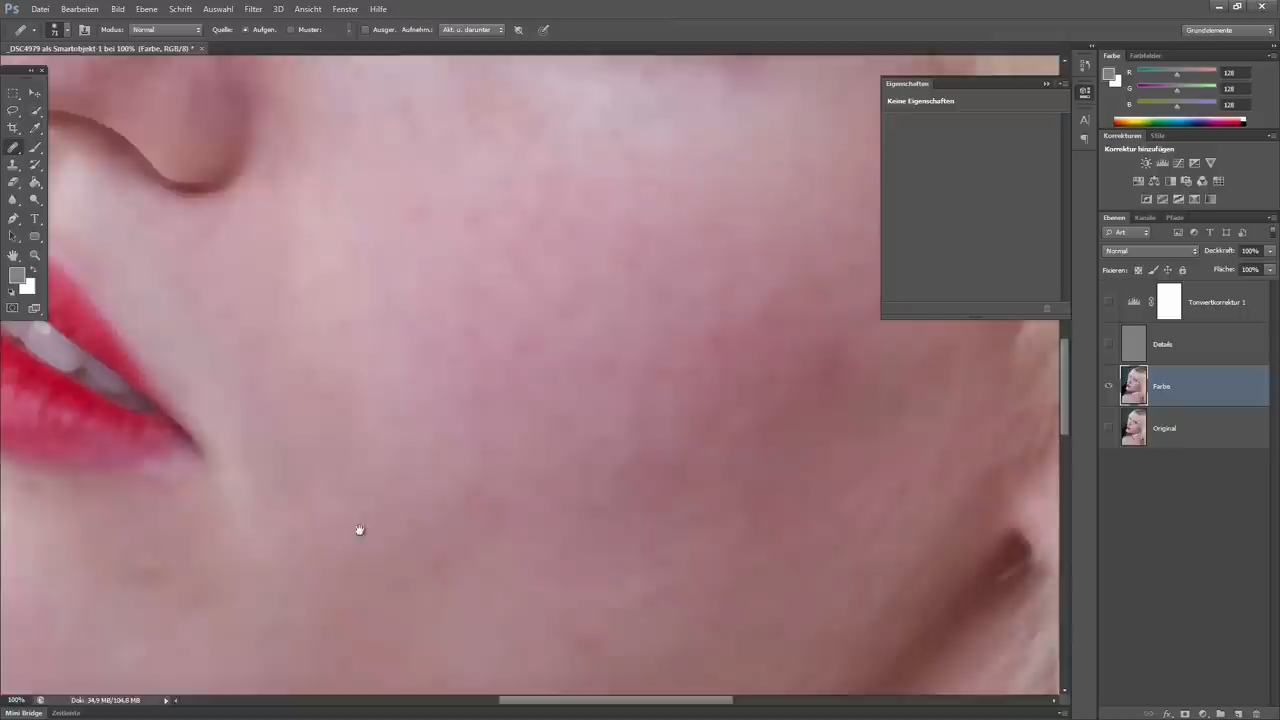 Ps Datei Bearbeiten Bild Ebene Schrift Auswahl Filter 3D Ansicht Fenster Hilfe
71 Modus: Normal Quelle: Aufgen. Muster: Ausger. Aufnehm.: Akt. u. darunter Grundelemente
_DSC4979 als Smartobjekt-1 bei 100% (Farbe, RGB/8) * ×
Farbe Farbfelder
R 128
G 128
B 128
Eigenschaften
Keine Eigenschaften
Korrekturen Stile
Korrektur hinzufügen
Ebenen Kanäle Pfade
Art
Normal Deckkraft: 100%
Fixieren: Fläche: 100%
Tonwertkorrektur 1
Details
Farbe
Original
100% Dok: 34,9 MB/104,6 MB
Mini Bridge Zeitleiste